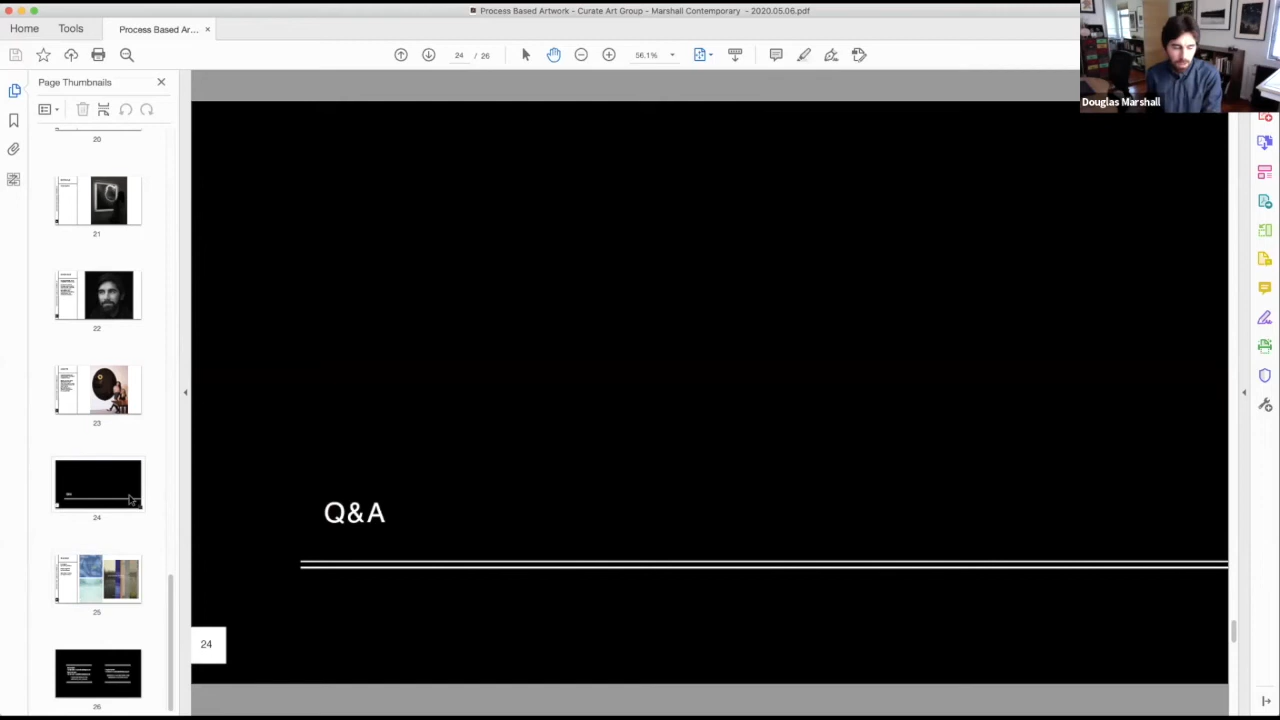 Process Based Artwork - Curate Art Group - Marshall Contemporary - 2020.05.06.pdf
Home
Tools
Process Based Ar...
24 / 26
56.1%
Douglas Marshall
Page Thumbnails
20
21
22
23
24
25
26
Q&A
24